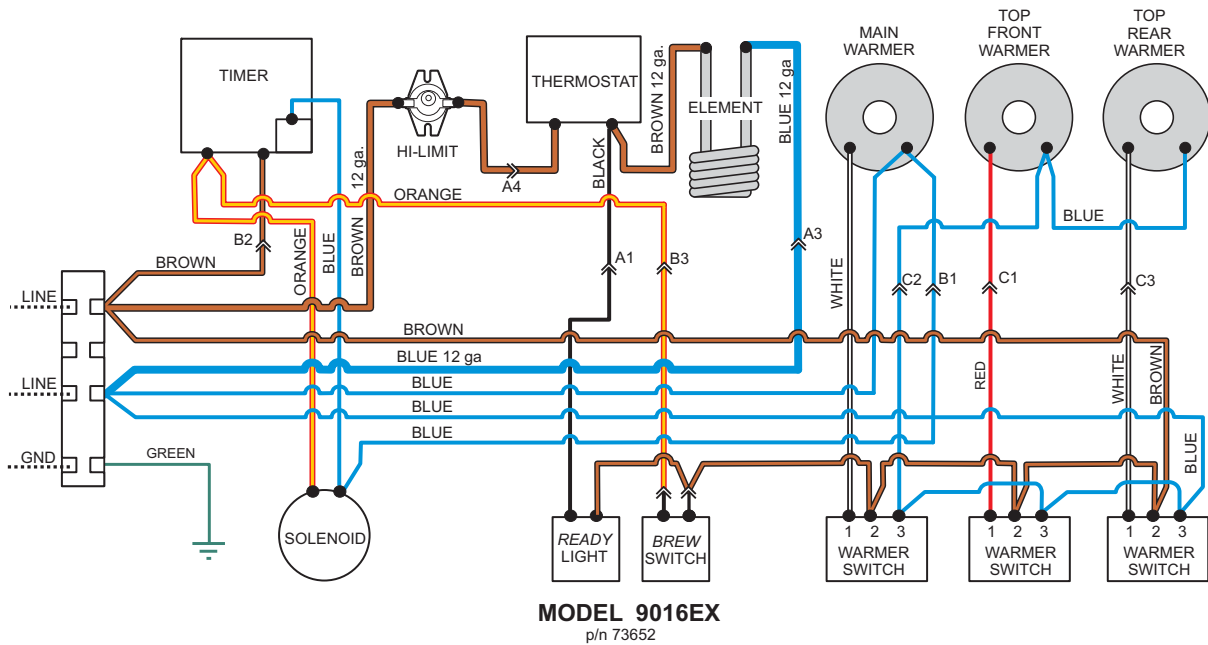 MAIN
WARMER
TOP
FRONT
WARMER
TOP
REAR
WARMER
TIMER
HI-LIMIT
THERMOSTAT
ELEMENT
BROWN 12 ga.
BLUE 12 ga
12 ga.
BROWN
A4
BLACK
ORANGE
B2
BROWN
ORANGE
BLUE
A1
B3
A3
WHITE
C2
B1
C1
BLUE
C3
LINE
BROWN
BLUE 12 ga
LINE
BLUE
BLUE
BLUE
RED
WHITE
BROWN
BLUE
GND
GREEN
SOLENOID
READY
LIGHT
BREW
SWITCH
1 2 3
WARMER
SWITCH
1 2 3
WARMER
SWITCH
1 2 3
WARMER
SWITCH
MODEL 9016EX
p/n 73652